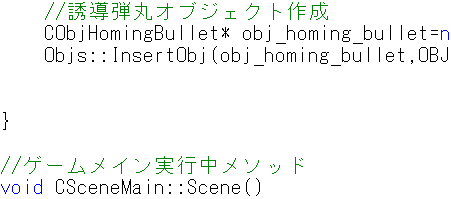 //誘導弾丸オブジェクト作成
CObjHomingBullet* obj_homing_bullet=n
Objs::InsertObj(obj_homing_bullet,OBJ
}
//ゲームメイン実行中メソッド
void CSceneMain::Scene()